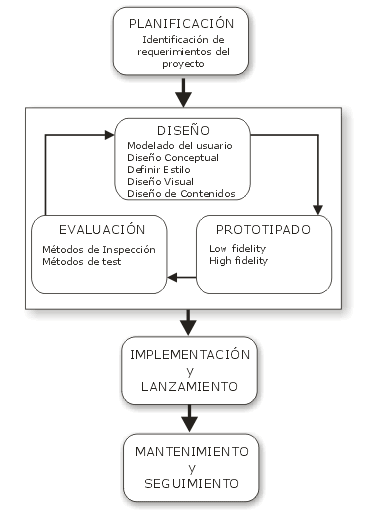 PLANIFICACIÓN
Identificación de
requerimientos del
proyecto
DISEÑO
Modelado del usuario
Diseño Conceptual
Definir Estilo
Diseño Visual
Diseño de Contenidos
EVALUACIÓN
Métodos de Inspección
Métodos de test
PROTOTIPADO
Low fidelity
High fidelity
IMPLEMENTACIÓN
y
LANZAMIENTO
MANTENIMIENTO
y
SEGUIMIENTO